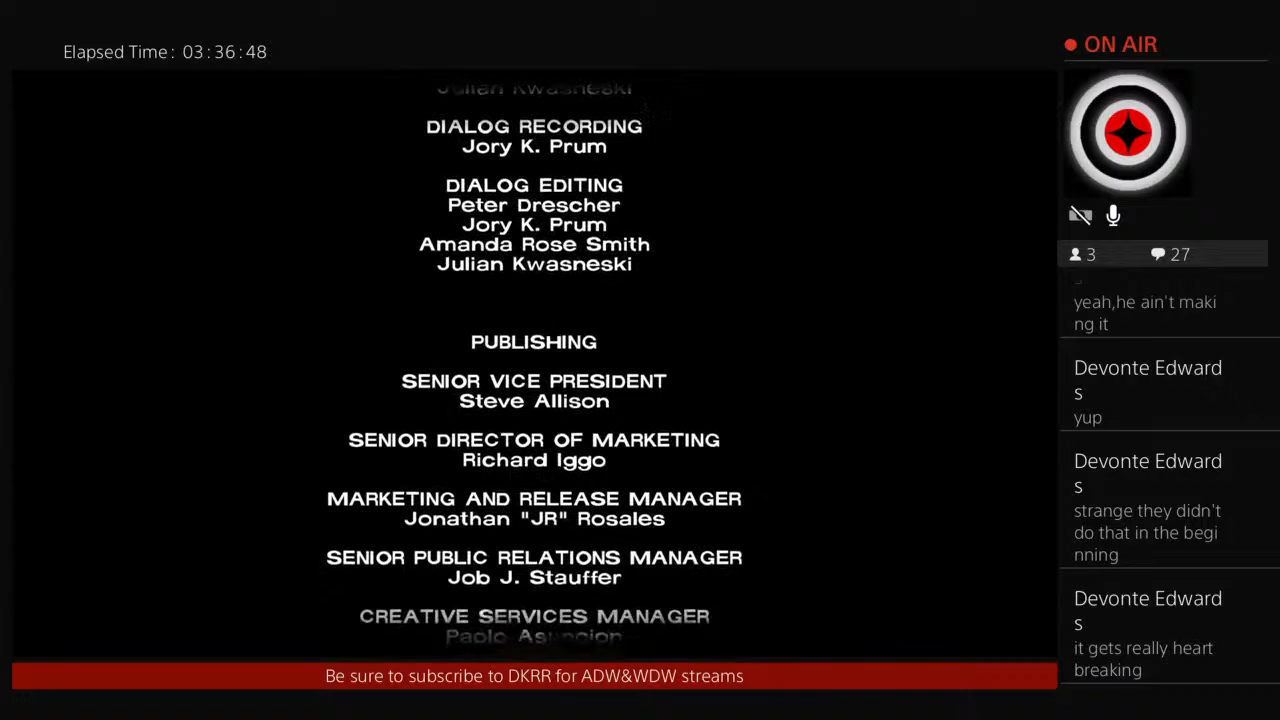 Elapsed Time: 03:36:48
Julian Kwasneski
DIALOG RECORDING
Jory K. Prum
DIALOG EDITING
Peter Drescher
Jory K. Prum
Amanda Rose Smith
Julian Kwasneski
PUBLISHING
SENIOR VICE PRESIDENT
Steve Allison
SENIOR DIRECTOR OF MARKETING
Richard Iggo
MARKETING AND RELEASE MANAGER
Jonathan "JR" Rosales
SENIOR PUBLIC RELATIONS MANAGER
Job J. Stauffer
CREATIVE SERVICES MANAGER
Paolo Asuncion
Be sure to subscribe to DKRR for ADW&WDW streams
ON AIR
3 27
s
yeah,he ain't maki
ng it
Devonte Edward
s
yup
Devonte Edward
s
strange they didn't
do that in the begi
nning
Devonte Edward
s
it gets really heart
breaking